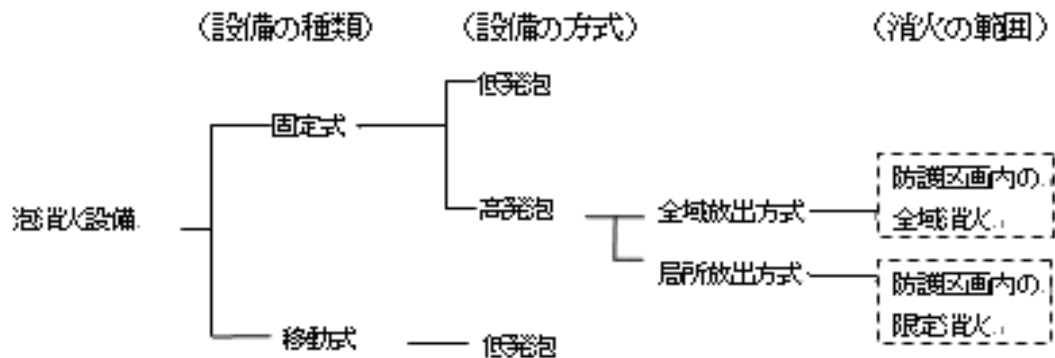 (設備の種類) (設備の方式) (消火の範囲)
低発泡
固定式
防護区画内の
高発泡 全域放出方式
泡消火設備 全域消火
局所放出方式 防護区画内の
限定消火
移動式 低発泡